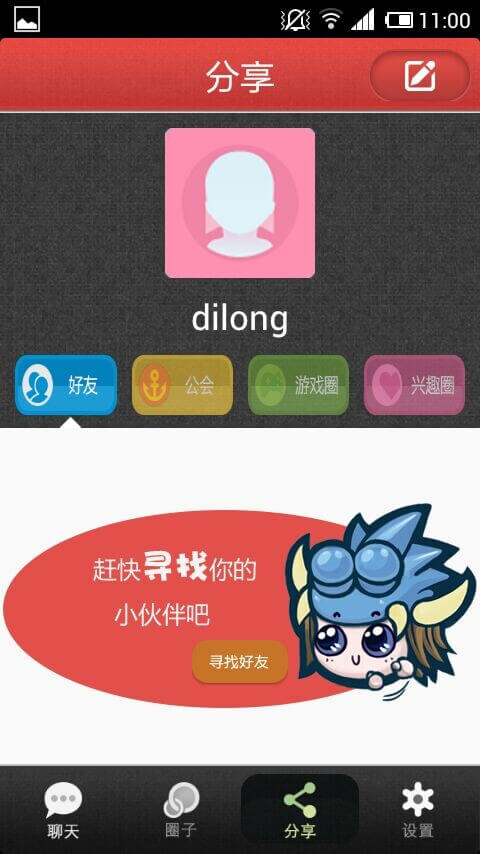 11:00
分享
dilong
好友
公会
游戏圈
兴趣圈
赶快寻找你的
小伙伴吧
寻找好友
聊天
圈子
分享
设置